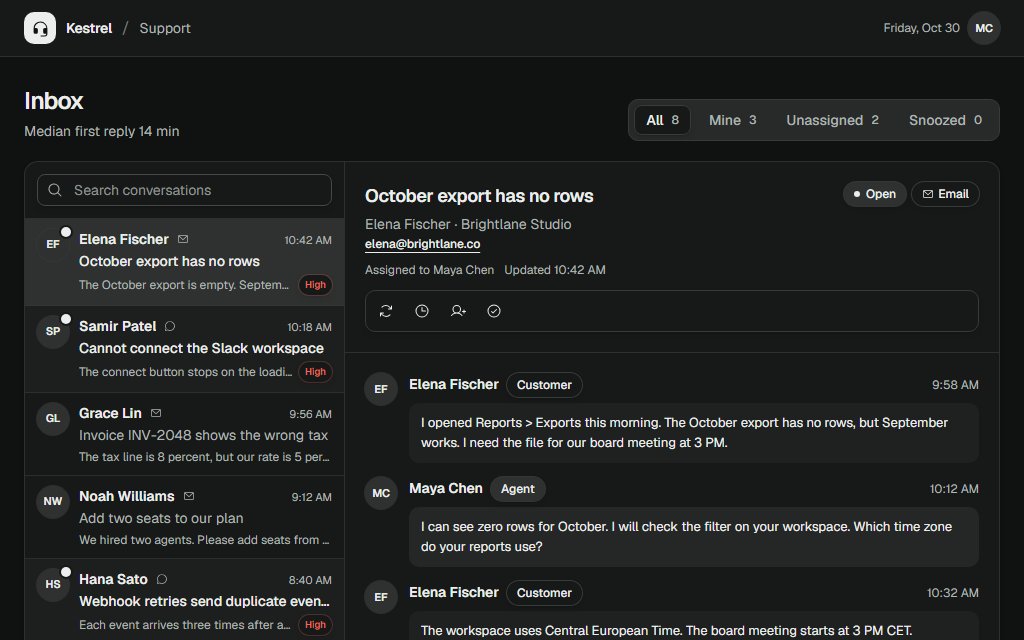 Kestrel / Support
Friday, Oct 30 MC
Inbox
Median first reply 14 min
All 8 Mine 3 Unassigned 2 Snoozed 0
Search conversations
EF Elena Fischer 10:42 AM
October export has no rows
The October export is empty. Septem... High
SP Samir Patel 10:18 AM
Cannot connect the Slack workspace
The connect button stops on the loadi... High
GL Grace Lin 9:56 AM
Invoice INV-2048 shows the wrong tax
The tax line is 8 percent, but our rate is 5 per...
NW Noah Williams 9:12 AM
Add two seats to our plan
We hired two agents. Please add seats from ...
HS Hana Sato 8:40 AM
Webhook retries send duplicate even...
Each event arrives three times after a... High
October export has no rows
Open Email
Elena Fischer · Brightlane Studio
elena@brightlane.co
Assigned to Maya Chen Updated 10:42 AM
EF Elena Fischer Customer 9:58 AM
I opened Reports > Exports this morning. The October export has no rows, but September
works. I need the file for our board meeting at 3 PM.
MC Maya Chen Agent 10:12 AM
I can see zero rows for October. I will check the filter on your workspace. Which time zone
do your reports use?
EF Elena Fischer Customer 10:32 AM
The workspace uses Central European Time. The board meeting starts at 3 PM CET.